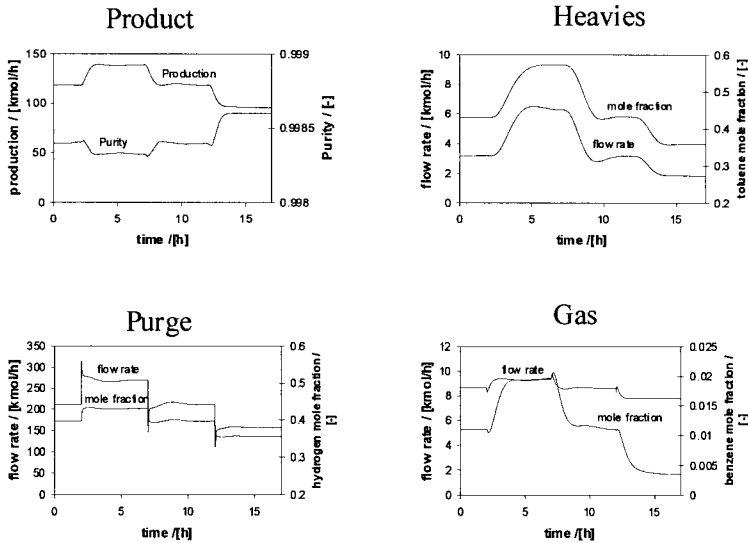 Product
150
100
50
0
production / [kmol/h]
Production
Purity
0.999
0.9985
0.998
Purity / [-]
0 5 10 15
time /[h]
Heavies
10
8
6
4
2
0
flow rate / [kmol/h]
mole fraction
flow rate
0.6
0.5
0.4
0.3
0.2
toluene mole fraction / [-]
0 5 10 15
time /[h]
Purge
350
300
250
200
150
100
50
0
flow rate / [kmol/h]
flow rate
mole fraction
0.6
0.5
0.4
0.3
0.2
hydrogen mole fraction /
[-]
0 5 10 15
time /[h]
Gas
12
10
8
6
4
2
0
flow rate / [kmol/h]
flow rate
mole fraction
0.025
0.02
0.015
0.01
0.005
0
benzene mole fraction /
[-]
0 5 10 15
time /[h]